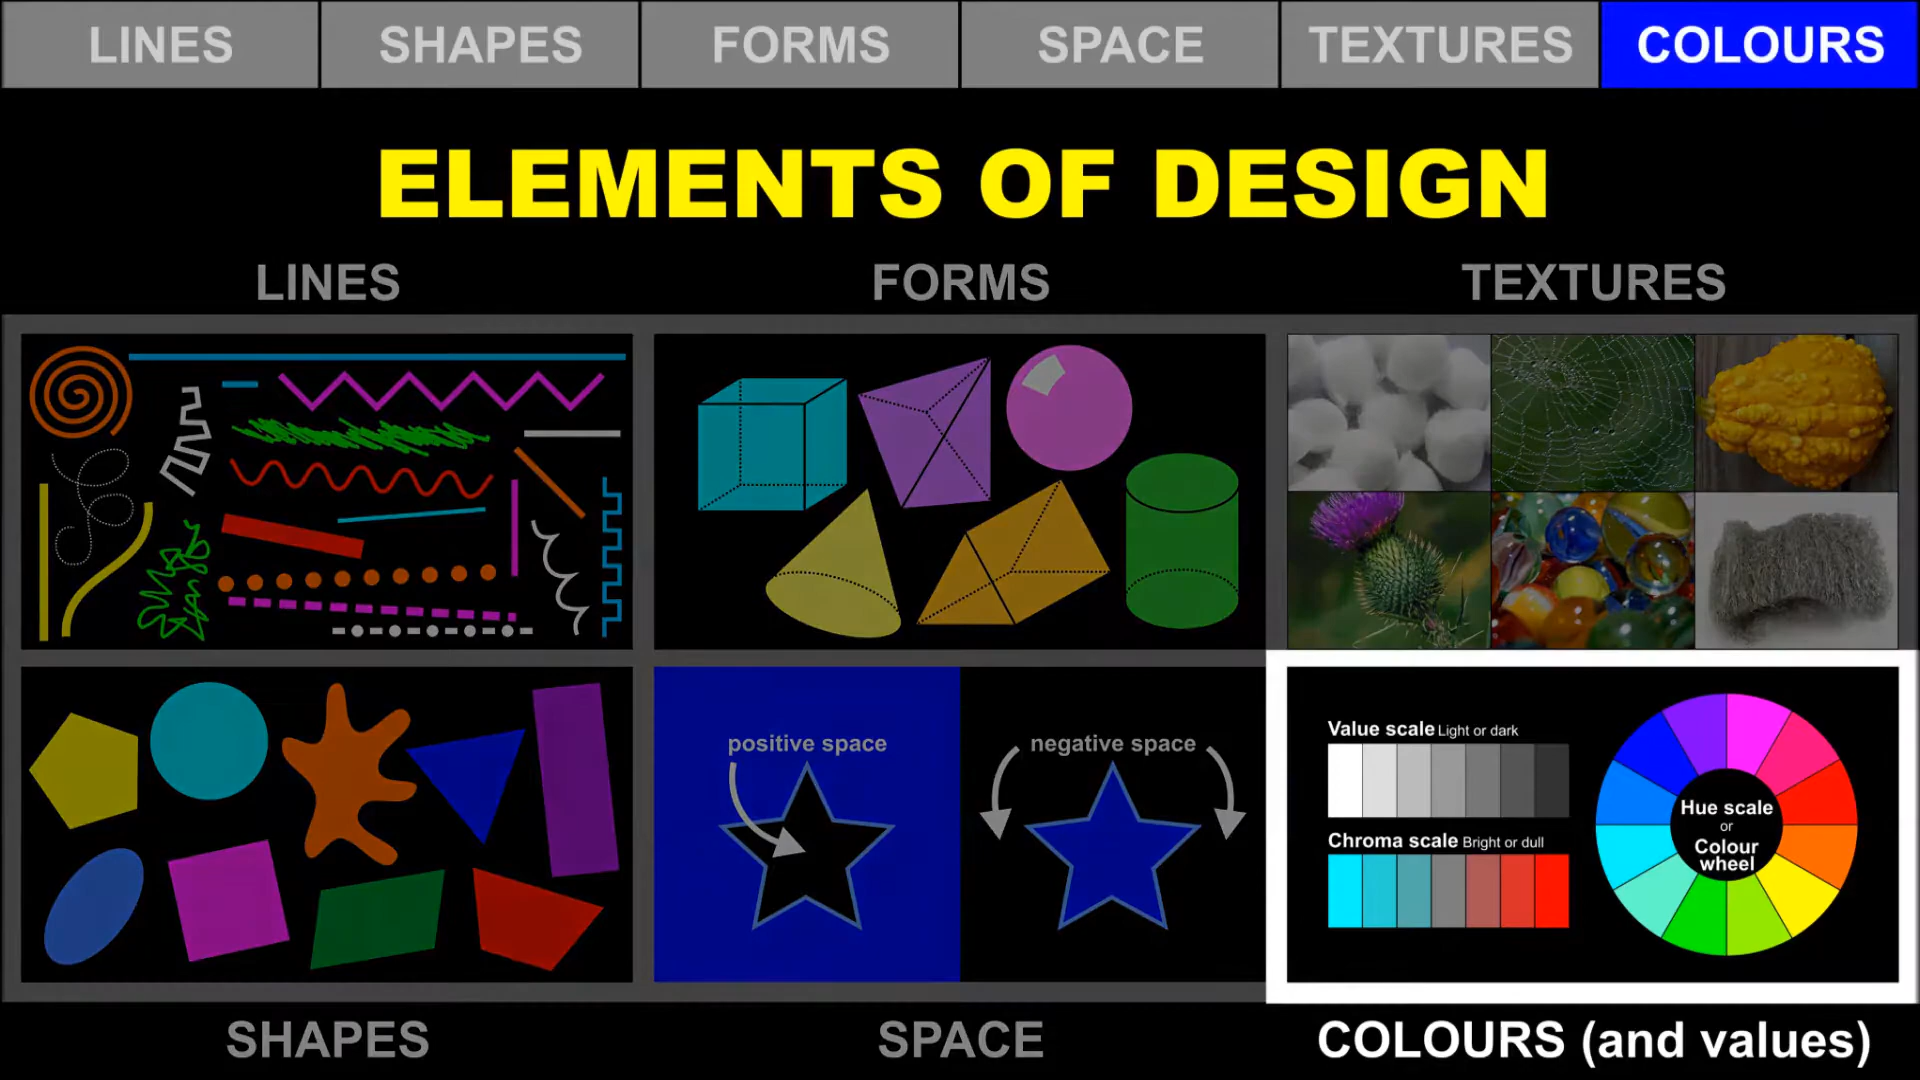 LINES
SHAPES
FORMS
SPACE
TEXTURES
COLOURS
ELEMENTS OF DESIGN
LINES
FORMS
TEXTURES
positive space
negative space
Value scale Light or dark
Chroma scale Bright or dull
Hue scale
or
Colour
wheel
SHAPES
SPACE
COLOURS (and values)